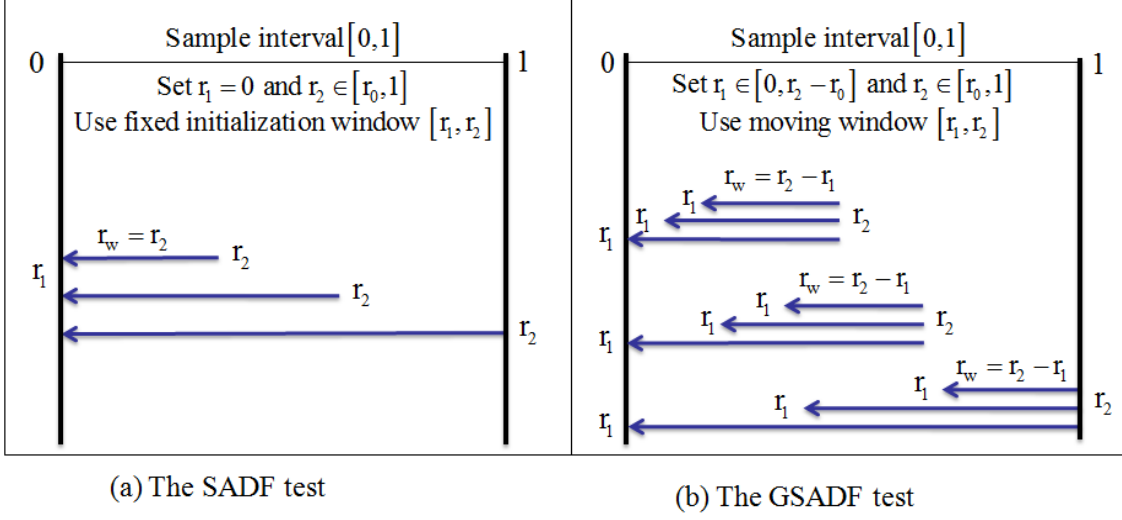 Sample interval[0,1]
0 1
Set r₁ = 0 and r₂ ∈[r₀,1]
Use fixed initialization window [r₁,r₂]
r_w = r₂
r₂
r₁
r₂
r₂
(a) The SADF test
Sample interval[0,1]
0 1
Set r₁ ∈[0,r₂ − r₀] and r₂ ∈[r₀,1]
Use moving window [r₁,r₂]
r_w = r₂ − r₁
r₁
r₁ r₂
r₁
r_w = r₂ − r₁
r₁
r₁ r₂
r₁
r_w = r₂ − r₁
r₁
r₁ r₂
r₁
(b) The GSADF test